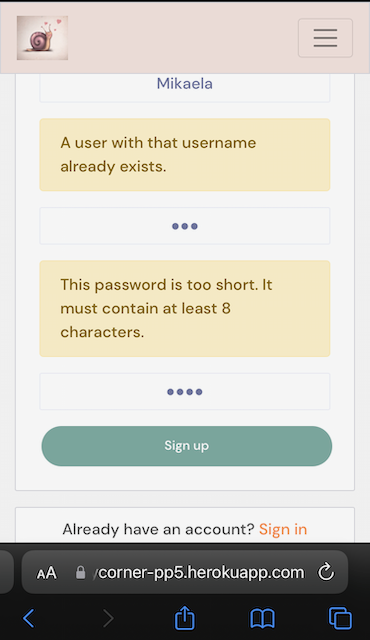 Mikaela
A user with that username
already exists.
This password is too short. It
must contain at least 8
characters.
Sign up
Already have an account? Sign in
AA /corner-pp5.herokuapp.com